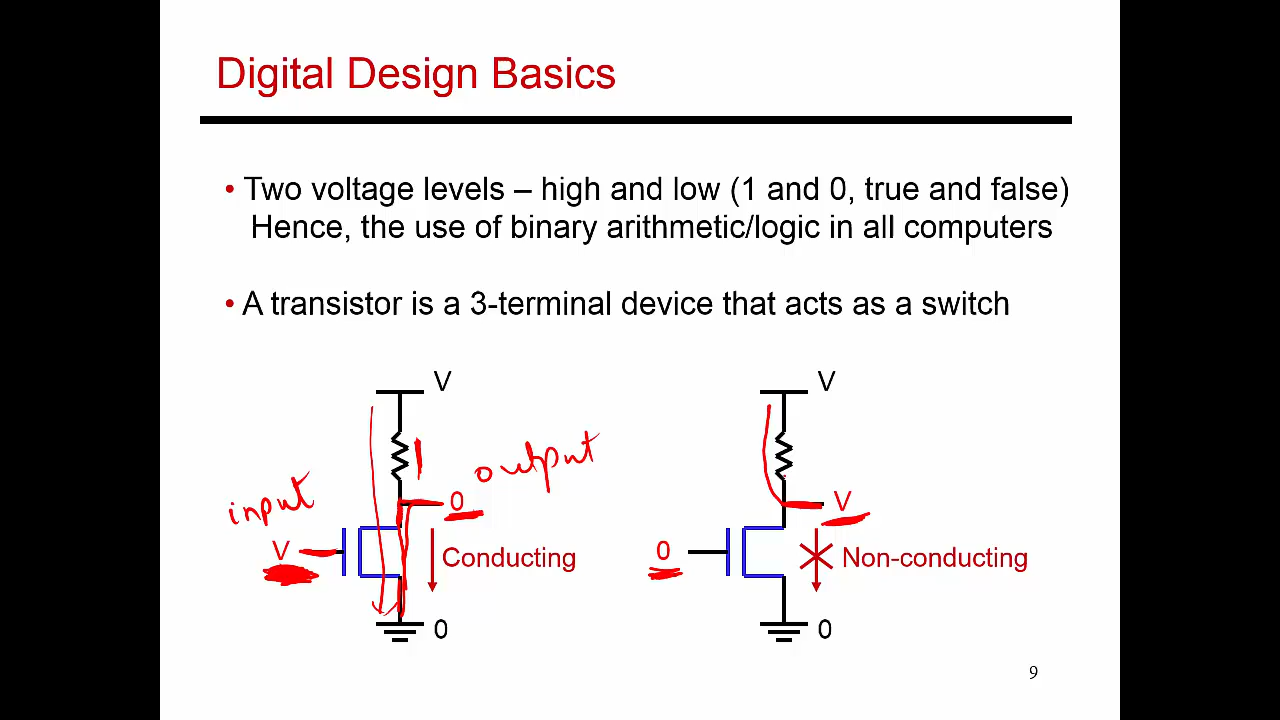 Digital Design Basics
• Two voltage levels – high and low (1 and 0, true and false)
Hence, the use of binary arithmetic/logic in all computers
• A transistor is a 3-terminal device that acts as a switch
V
V
output
input
0
V
V
Conducting
0
Non-conducting
0
0
9